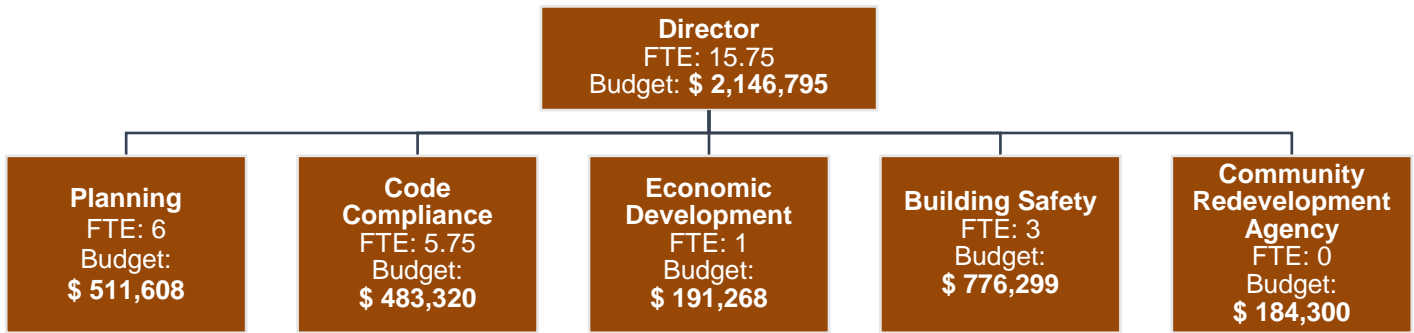 Director
FTE: 15.75
Budget: $ 2,146,795
Planning
FTE: 6
Budget:
$ 511,608
Code
Compliance
FTE: 5.75
Budget:
$ 483,320
Economic
Development
FTE: 1
Budget:
$ 191,268
Building Safety
FTE: 3
Budget:
$ 776,299
Community
Redevelopment
Agency
FTE: 0
Budget:
$ 184,300